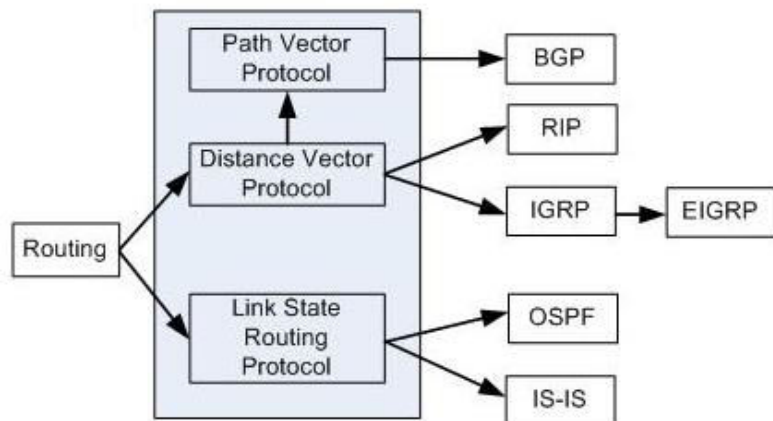 Path Vector
Protocol
BGP
RIP
Distance Vector
Protocol
IGRP
EIGRP
Routing
Link State
Routing
Protocol
OSPF
IS-IS